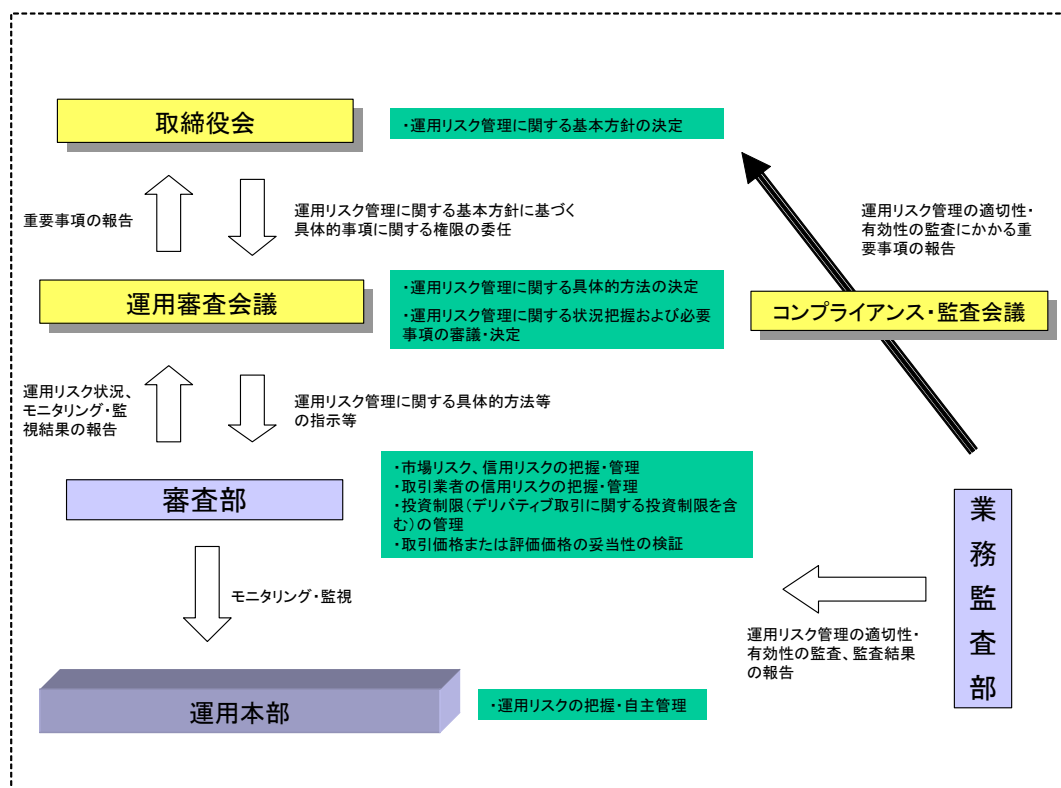 取締役会
・運用リスク管理に関する基本方針の決定
重要事項の報告
運用リスク管理に関する基本方針に基づく
具体的事項に関する権限の委任
運用リスク管理の適切性・
有効性の監査にかかる重
要事項の報告
運用審査会議
・運用リスク管理に関する具体的方法の決定
・運用リスク管理に関する状況把握および必要
事項の審議・決定
コンプライアンス・監査会議
運用リスク状況、
モニタリング・監
視結果の報告
運用リスク管理に関する具体的方法等
の指示等
審査部
・市場リスク、信用リスクの把握・管理
・取引業者の信用リスクの把握・管理
・投資制限(デリバティブ取引に関する投資制限を含
む)の管理
・取引価格または評価価格の妥当性の検証
業
務
監
査
部
モニタリング・監視
運用リスク管理の適切性・
有効性の監査、監査結果
の報告
運用本部
・運用リスクの把握・自主管理